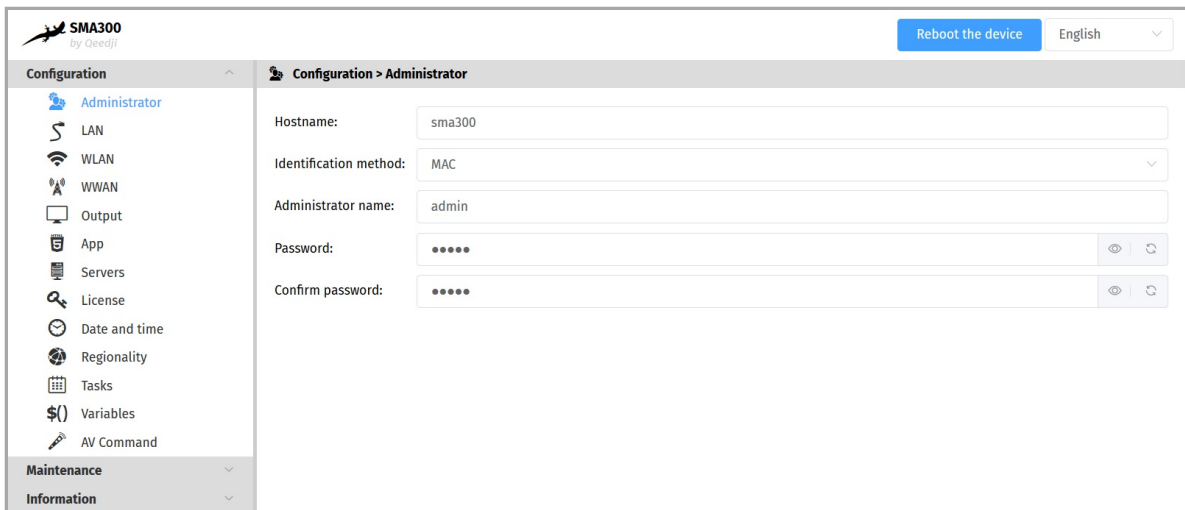 SMA300
by Qeedji
Reboot the device
English
Configuration
Administrator
LAN
WLAN
WWAN
Output
App
Servers
License
Date and time
Regionality
Tasks
$() Variables
AV Command
Maintenance
Information
Configuration > Administrator
Hostname: sma300
Identification method: MAC
Administrator name: admin
Password: •••••
Confirm password: •••••